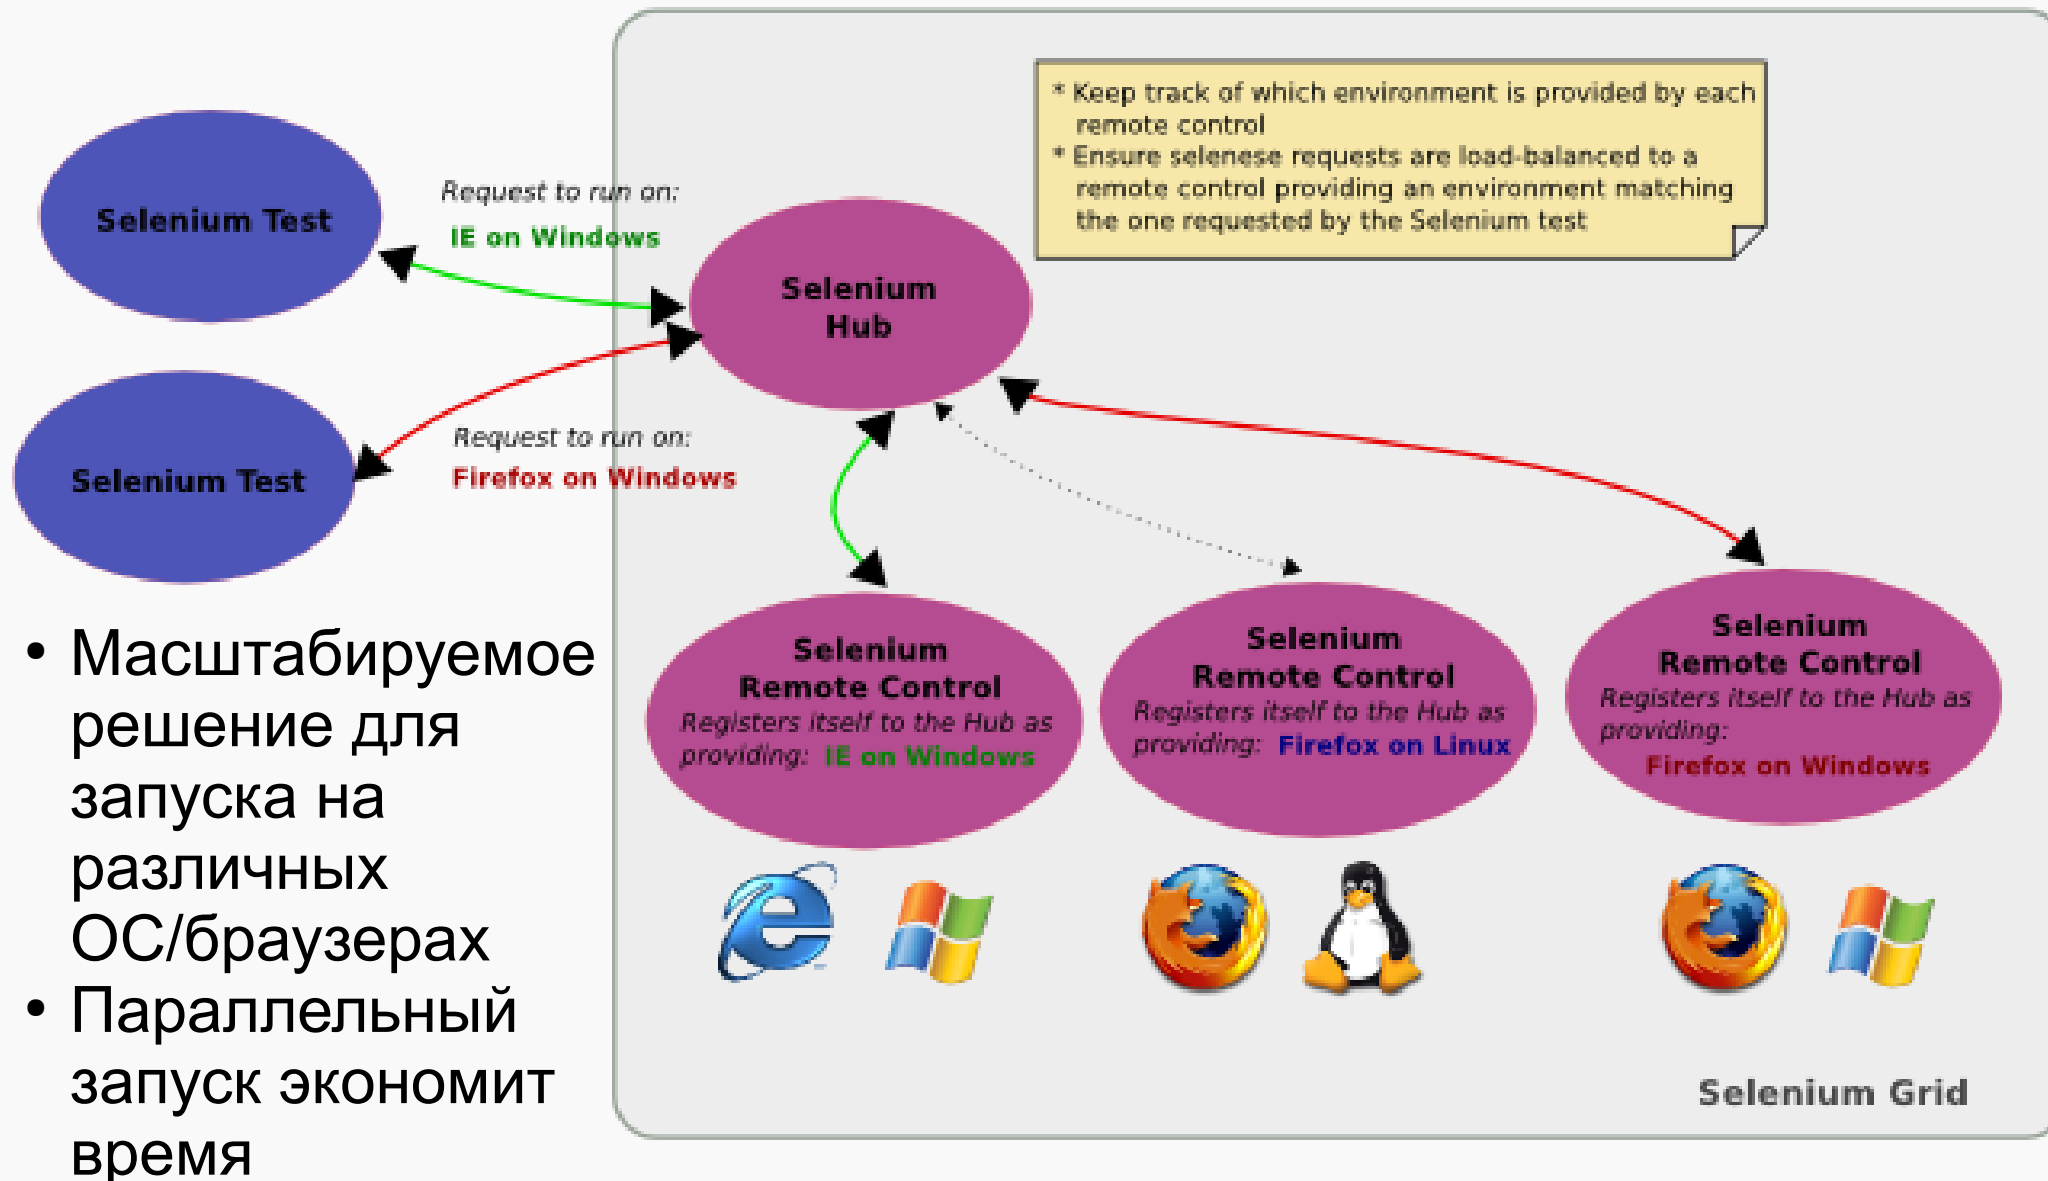 Selenium Test
Request to run on:
IE on Windows
* Keep track of which environment is provided by each
remote control
* Ensure selenese requests are load-balanced to a
remote control providing an environment matching
the one requested by the Selenium test
Selenium
Hub
Selenium Test
Request to run on:
Firefox on Windows
Selenium
Remote Control
Registers itself to the Hub as
providing: IE on Windows
Selenium
Remote Control
Registers itself to the Hub as
providing: Firefox on Linux
Selenium
Remote Control
Registers itself to the Hub as
providing:
Firefox on Windows
Selenium Grid
• Масштабируемое
решение для
запуска на
различных
ОС/браузерах
• Параллельный
запуск экономит
время